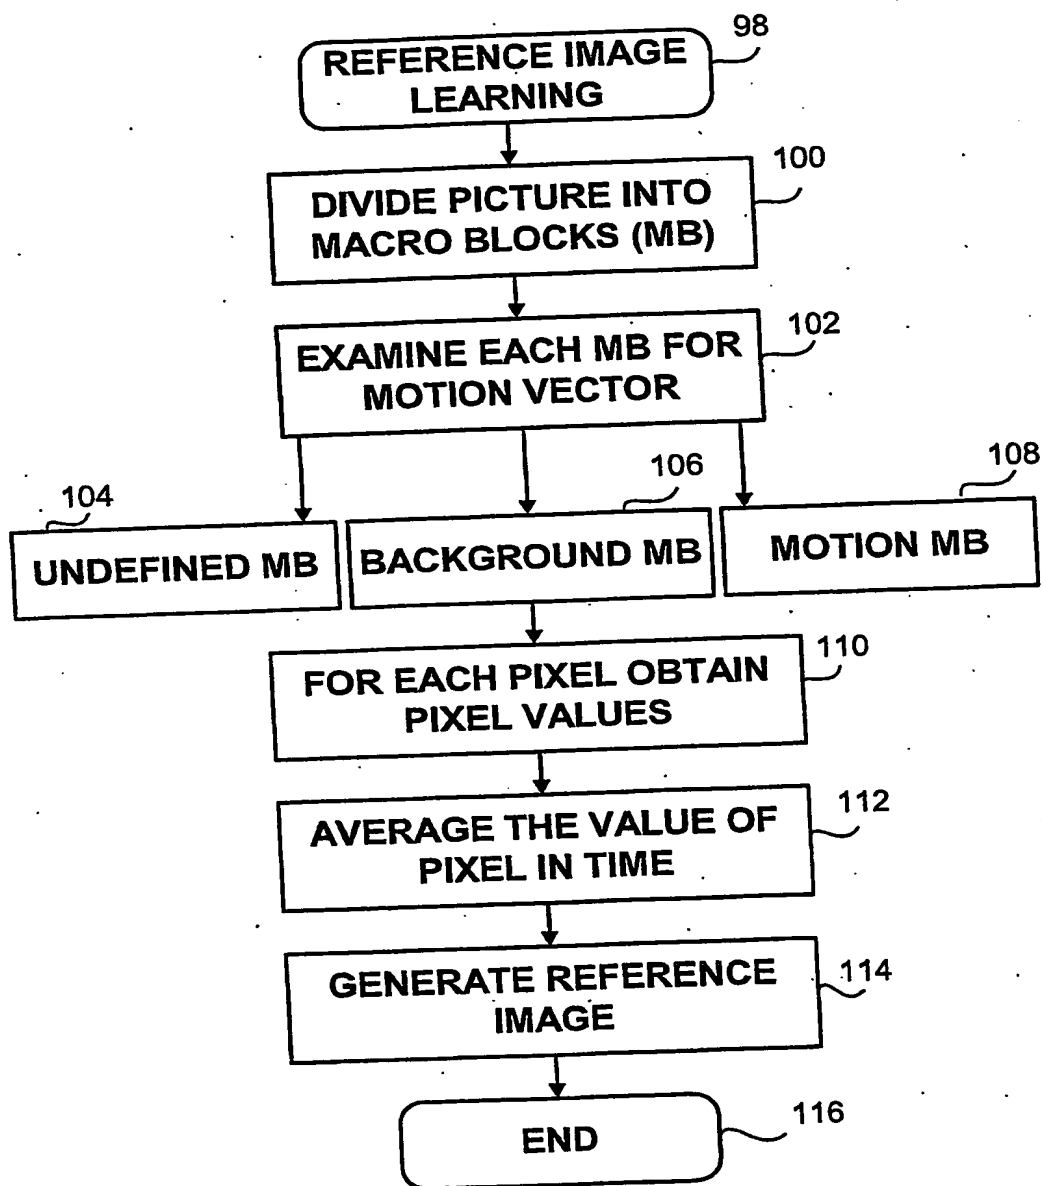 98
REFERENCE IMAGE
LEARNING
100
DIVIDE PICTURE INTO
MACRO BLOCKS (MB)
102
EXAMINE EACH MB FOR
MOTION VECTOR
104
106
108
UNDEFINED MB
BACKGROUND MB
MOTION MB
110
FOR EACH PIXEL OBTAIN
PIXEL VALUES
112
AVERAGE THE VALUE OF
PIXEL IN TIME
114
GENERATE REFERENCE
IMAGE
116
END